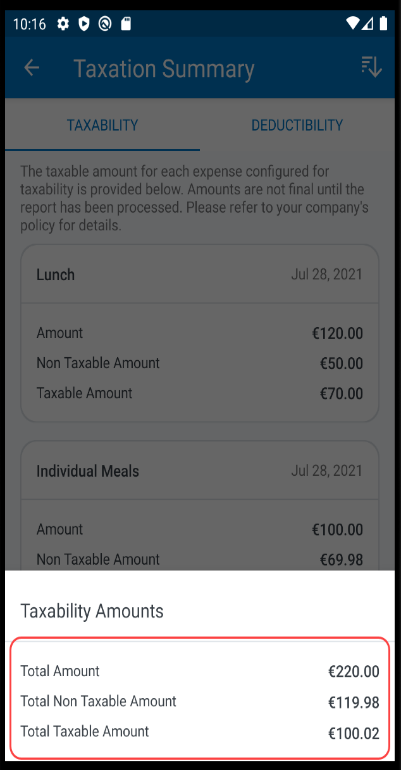 10:16
Taxation Summary
TAXABILITY DEDUCTIBILITY
The taxable amount for each expense configured for
taxability is provided below. Amounts are not final until the
report has been processed. Please refer to your company's
policy for details.
Lunch Jul 28, 2021
Amount €120.00
Non Taxable Amount €50.00
Taxable Amount €70.00
Individual Meals Jul 28, 2021
Amount €100.00
Non Taxable Amount €69.98
Taxability Amounts
Total Amount €220.00
Total Non Taxable Amount €119.98
Total Taxable Amount €100.02